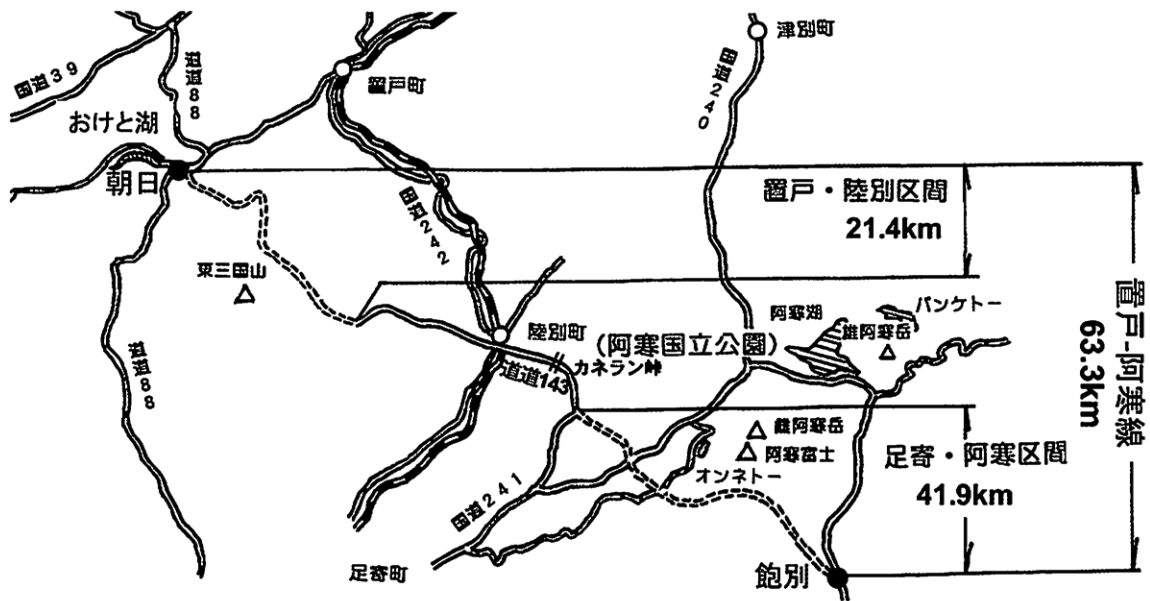 津別町
国道39
道道88
置戸町
国道240
おけと湖
朝日
国道242
置戸・陸別区間
21.4km
東三国山
阿寒湖
パンケトー
雄阿寒岳
陸別町
(阿寒国立公園)
カネラン峠
道道143
置戸-阿寒線
63.3km
道道88
雌阿寒岳
阿寒富士
オンネトー
足寄・阿寒区間
41.9km
国道241
足寄町
飽別